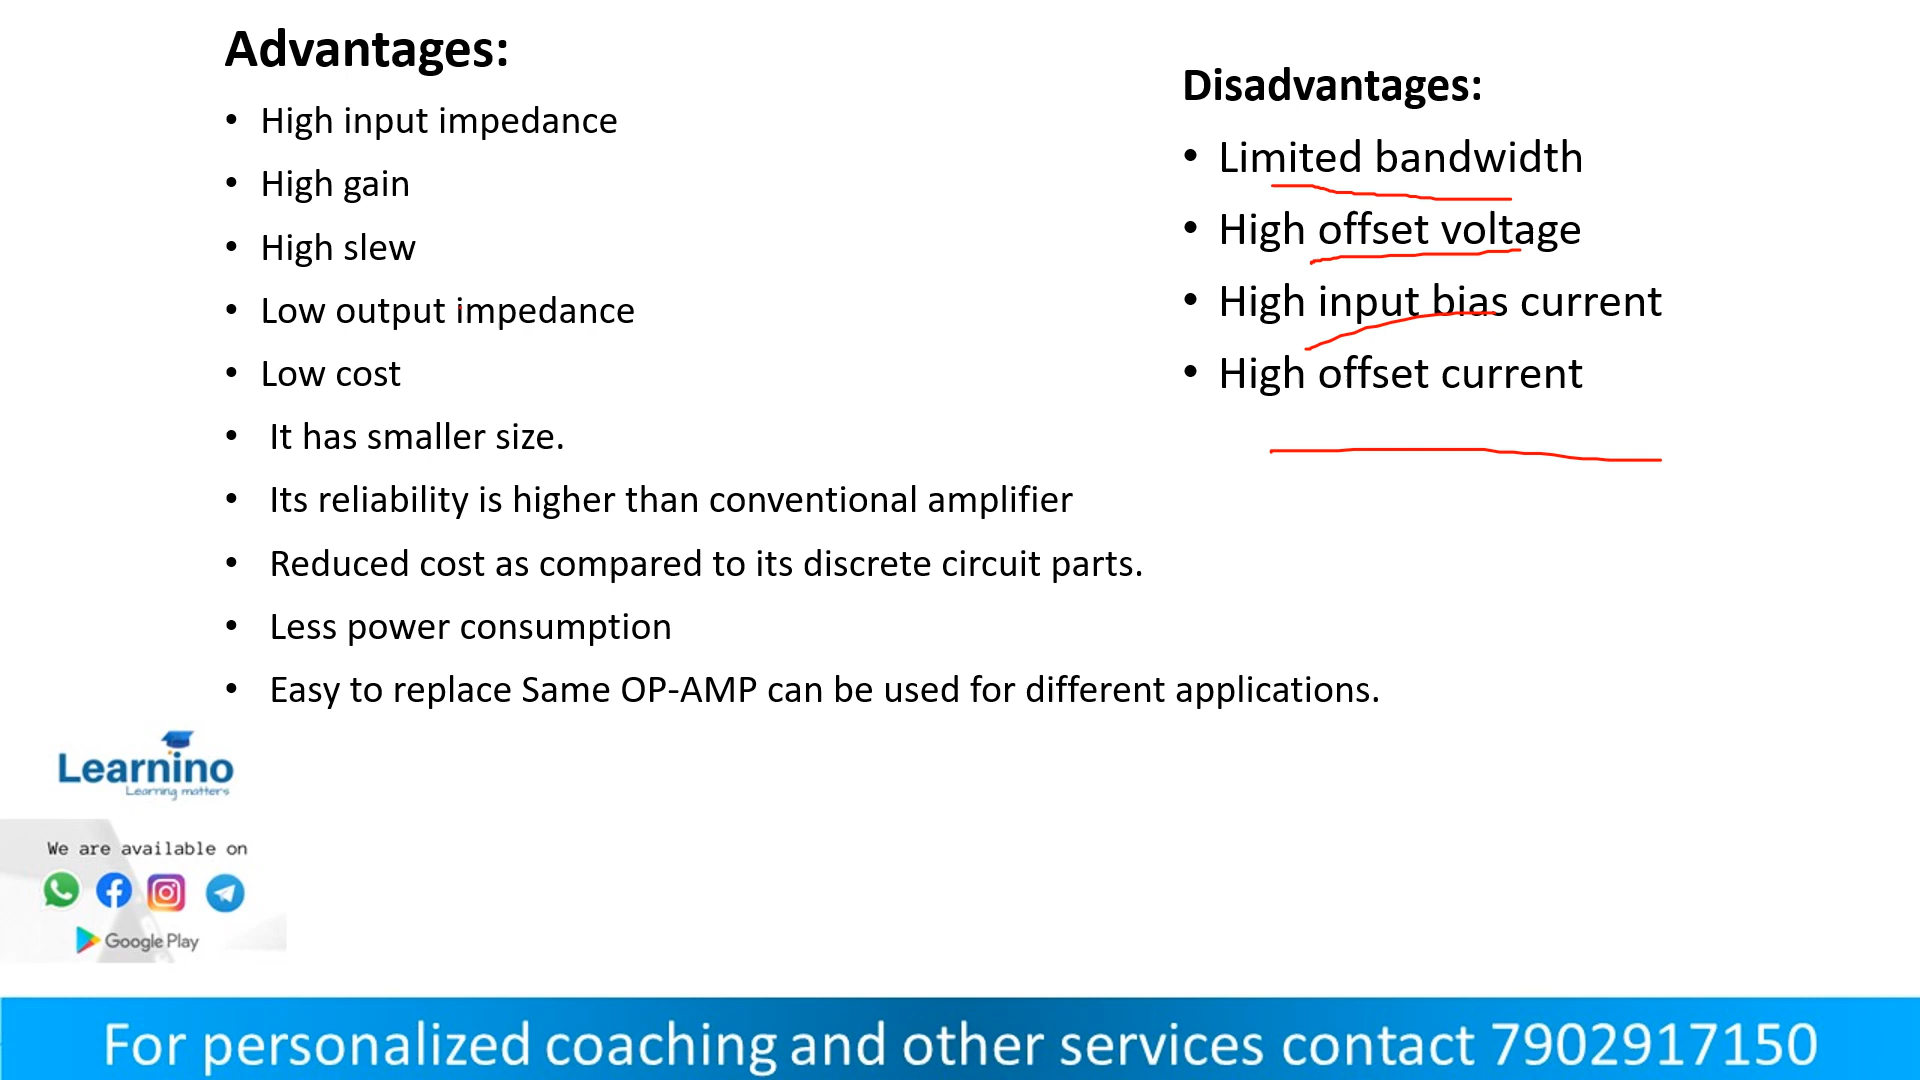 Advantages:
• High input impedance
• High gain
• High slew
• Low output impedance
• Low cost
• It has smaller size.
• Its reliability is higher than conventional amplifier
• Reduced cost as compared to its discrete circuit parts.
• Less power consumption
• Easy to replace Same OP-AMP can be used for different applications.
Disadvantages:
• Limited bandwidth
• High offset voltage
• High input bias current
• High offset current
Learnino
Learning matters
We are available on
Google Play
For personalized coaching and other services contact 7902917150